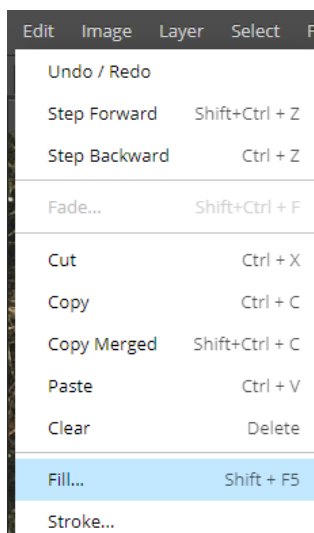 Edit Image Layer Select
Undo / Redo
Step Forward Shift+Ctrl + Z
Step Backward Ctrl + Z
Fade... Shift+Ctrl + F
Cut Ctrl + X
Copy Ctrl + C
Copy Merged Shift+Ctrl + C
Paste Ctrl + V
Clear Delete
Fill... Shift + F5
Stroke...